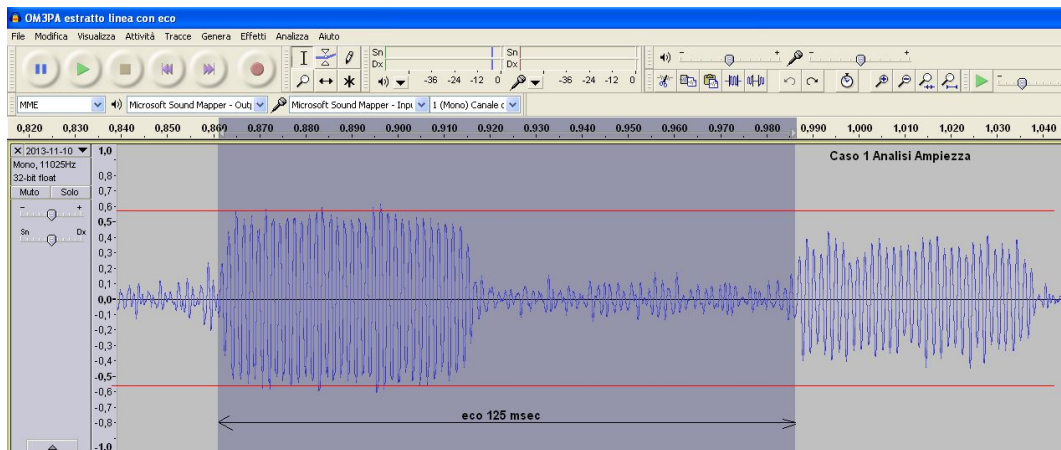 OM3PA estratto linea con eco
File Modifica Visualizza Attività Tracce Genera Effetti Analizza Aiuto
Sn
Dx
-36 -24 -12 0
Sn
Dx
-36 -24 -12 0
- +
- +
MME
Microsoft Sound Mapper - Outp
Microsoft Sound Mapper - Inpu
1 (Mono) Canale c
0,820 0,830 0,840 0,850 0,860 0,870 0,880 0,890 0,900 0,910 0,920 0,930 0,940 0,950 0,960 0,970 0,980 0,990 1,000 1,010 1,020 1,030 1,040
2013-11-10
Mono, 11025Hz
32-bit float
Muto Solo
- +
Sn Dx
1,0
0,8
0,7
0,6
0,5
0,4
0,3
0,2
0,1
0,0
-0,1
-0,2
-0,3
-0,4
-0,5
-0,6
-0,7
-0,8
-1,0
Caso 1 Analisi Ampiezza
eco 125 msec